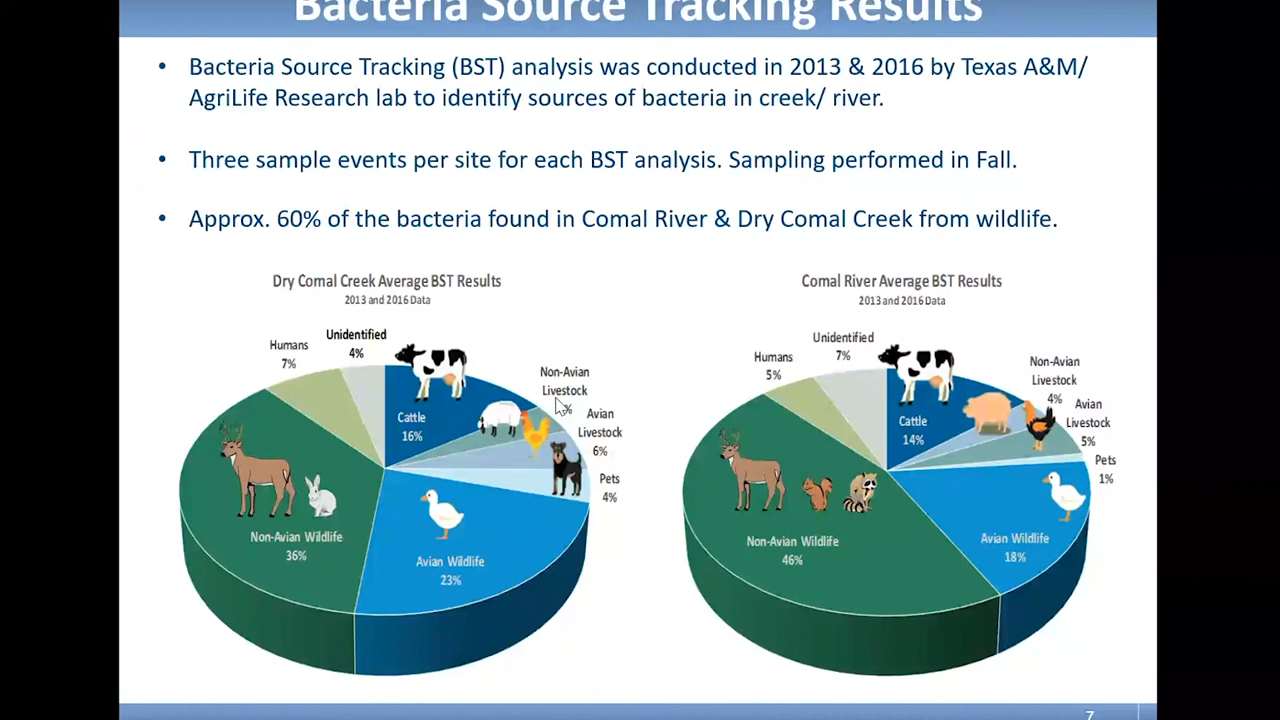 Bacteria Source Tracking Results
• Bacteria Source Tracking (BST) analysis was conducted in 2013 & 2016 by Texas A&M/
AgriLife Research lab to identify sources of bacteria in creek/ river.
• Three sample events per site for each BST analysis. Sampling performed in Fall.
• Approx. 60% of the bacteria found in Comal River & Dry Comal Creek from wildlife.
Dry Comal Creek Average BST Results
2013 and 2016 Data
Humans
7%
Unidentified
4%
Cattle
16%
Non-Avian
Livestock
%
Avian
Livestock
6%
Pets
4%
Avian Wildlife
23%
Non-Avian Wildlife
36%
Comal River Average BST Results
2013 and 2016 Data
Humans
5%
Unidentified
7%
Cattle
14%
Non-Avian
Livestock
4%
Avian
Livestock
5%
Pets
1%
Avian Wildlife
18%
Non-Avian Wildlife
46%
7